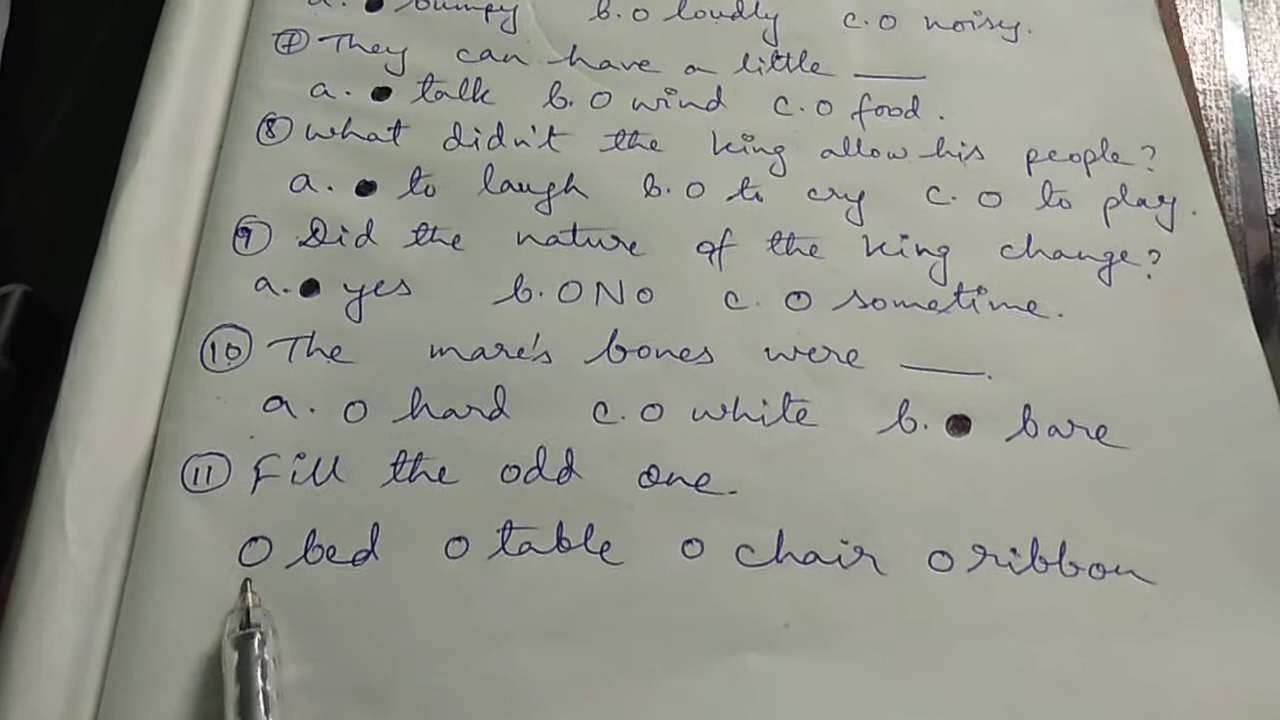 a. ● bumpy b. o loudly c. o noisy.
⑦ They can have a little ___
a. ● talk b. o wind c. o food.
⑧ what didn't the king allow his people?
a. ● to laugh b. o to cry c. o to play.
⑨ Did the nature of the king change?
a. ● yes b. o No c. o sometime.
⑩ The mare's bones were ___.
a. o hard c. o white b. ● bare
⑪ Fill the odd one.
o bed o table o chair o ribbon